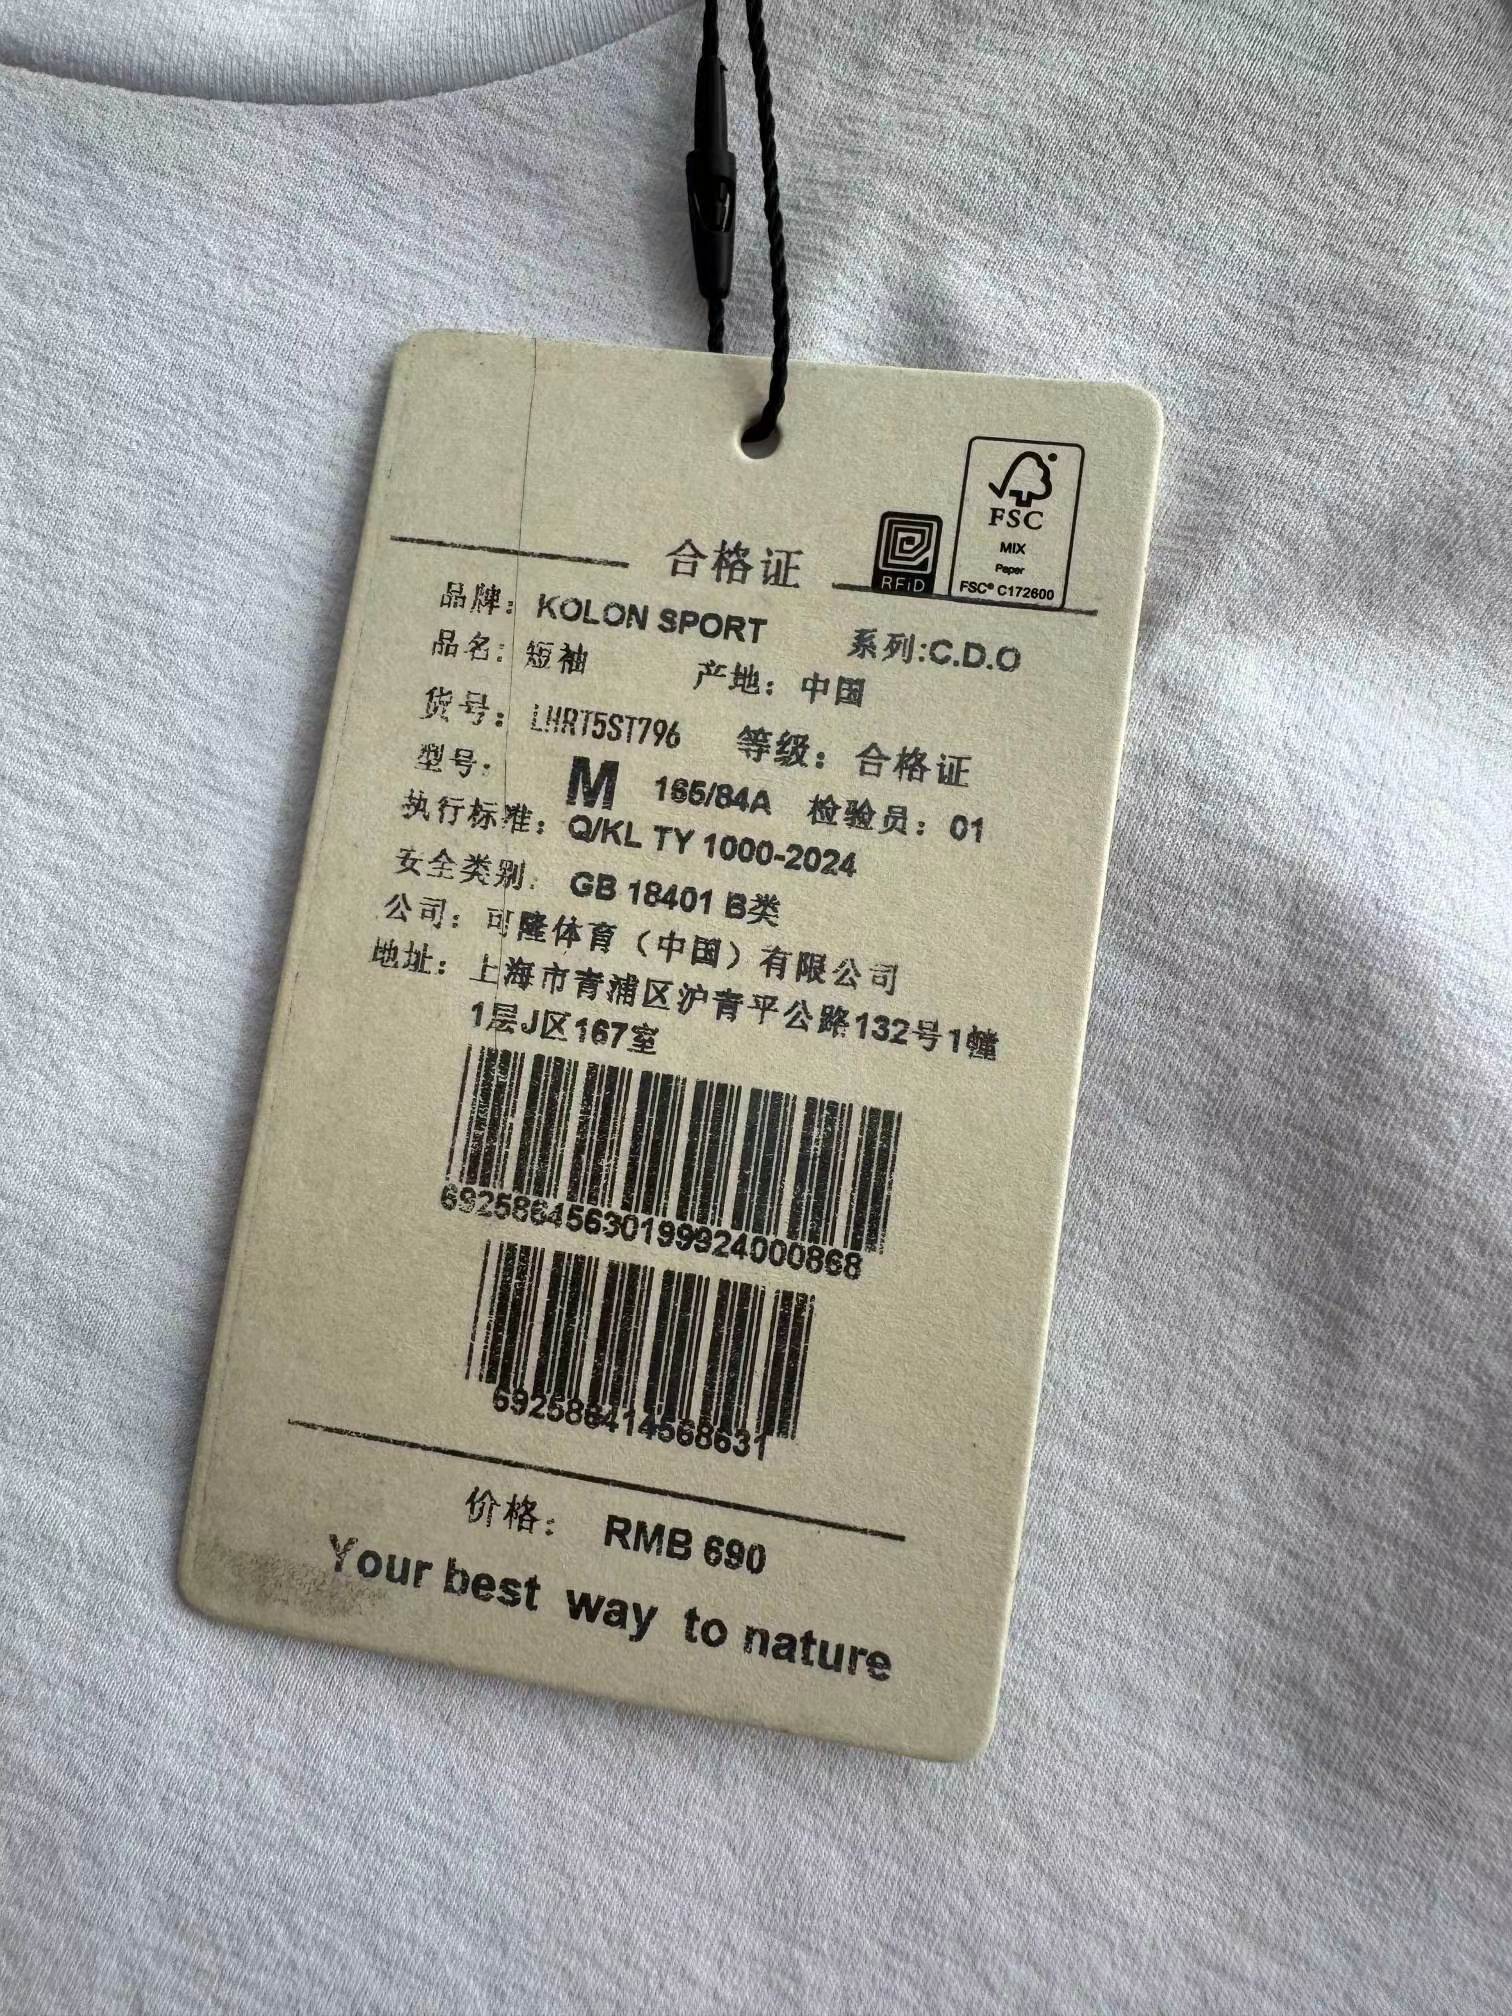 FSC
MIX
Paper
FSC® C172600
RFiD
合格证
品牌: KOLON SPORT 系列:C.D.O
品名: 短袖 产地: 中国
货号: LHRT5ST796 等级: 合格证
型号: M 165/84A 检验员: 01
执行标准: Q/KL TY 1000-2024
安全类别: GB 18401 B类
公司: 可隆体育（中国）有限公司
地址: 上海市青浦区沪青平公路132号1幢
1层J区167室
69258645630199924000868
692586414568631
价格: RMB 690
Your best way to nature